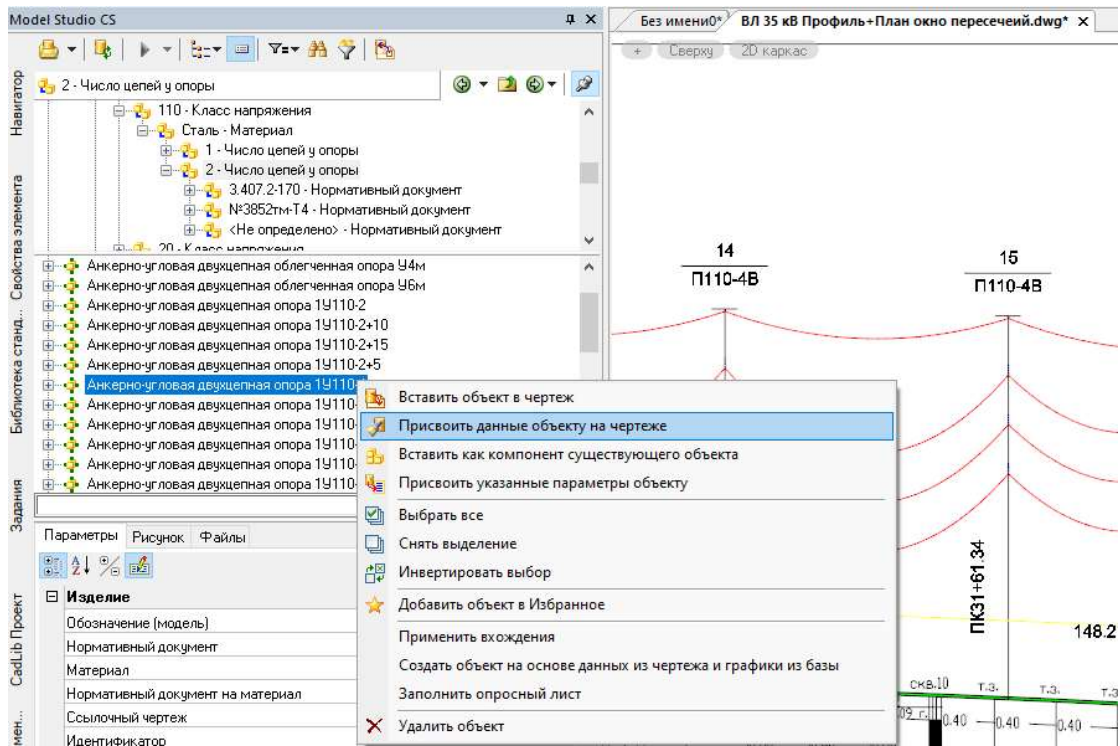 Model Studio CS
Без имени0*
ВЛ 35 кВ Профиль+План окно пересечеий.dwg*
Сверху
2D каркас
Навигатор
Свойства элемента
Библиотека станд...
Задания
CadLib Проект
мен...
2 - Число цепей у опоры
110 - Класс напряжения
Сталь - Материал
1 - Число цепей у опоры
2 - Число цепей у опоры
3.407.2-170 - Нормативный документ
№3852тм-Т4 - Нормативный документ
<Не определено> - Нормативный документ
20 - Класс напряжения
Анкерно-угловая двухцепная облегченная опора У4м
Анкерно-угловая двухцепная облегченная опора У6м
Анкерно-угловая двухцепная опора 1У110-2
Анкерно-угловая двухцепная опора 1У110-2+10
Анкерно-угловая двухцепная опора 1У110-2+15
Анкерно-угловая двухцепная опора 1У110-2+5
Анкерно-угловая двухцепная опора 1У110-
Анкерно-угловая двухцепная опора 1У110-
Анкерно-угловая двухцепная опора 1У110-
Анкерно-угловая двухцепная опора 1У110-
Анкерно-угловая двухцепная опора 1У110-
Анкерно-угловая двухцепная опора 1У110-
Вставить объект в чертеж
Присвоить данные объекту на чертеже
Вставить как компонент существующего объекта
Присвоить указанные параметры объекту
Выбрать все
Снять выделение
Инвертировать выбор
Добавить объект в Избранное
Применить вхождения
Создать объект на основе данных из чертежа и графики из базы
Заполнить опросный лист
Удалить объект
Параметры Рисунок Файлы
Изделие
Обозначение (модель)
Нормативный документ
Материал
Нормативный документ на материал
Ссылочный чертеж
Идентификатор
14
П110-4В
15
П110-4В
ПК31+61.34
148.2
скв.10 т.з. т.з. т.з
09 г. 0.40 0.40 0.40